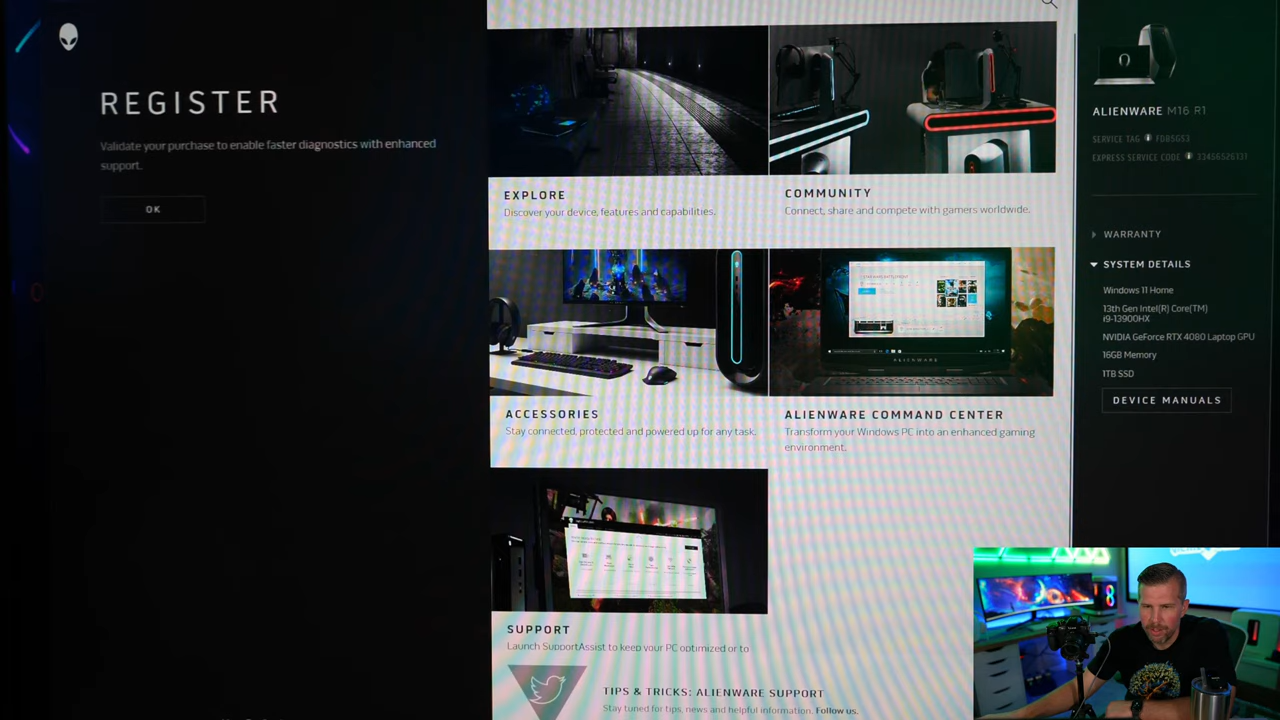 REGISTER
Validate your purchase to enable faster diagnostics with enhanced
support.
OK
EXPLORE
Discover your device, features and capabilities.
COMMUNITY
Connect, share and compete with gamers worldwide.
ACCESSORIES
Stay connected, protected and powered up for any task.
ALIENWARE COMMAND CENTER
Transform your Windows PC into an enhanced gaming
environment.
ALIENWARE
SUPPORT
Launch SupportAssist to keep your PC optimized or to
TIPS & TRICKS: ALIENWARE SUPPORT
Stay tuned for tips, news and helpful information. Follow us.
ALIENWARE M16 R1
SERVICE TAG
EXPRESS SERVICE CODE 33456526131
WARRANTY
SYSTEM DETAILS
Windows 11 Home
13th Gen Intel(R) Core(TM)
i9-13900HX
NVIDIA GeForce RTX 4080 Laptop GPU
16GB Memory
1TB SSD
DEVICE MANUALS